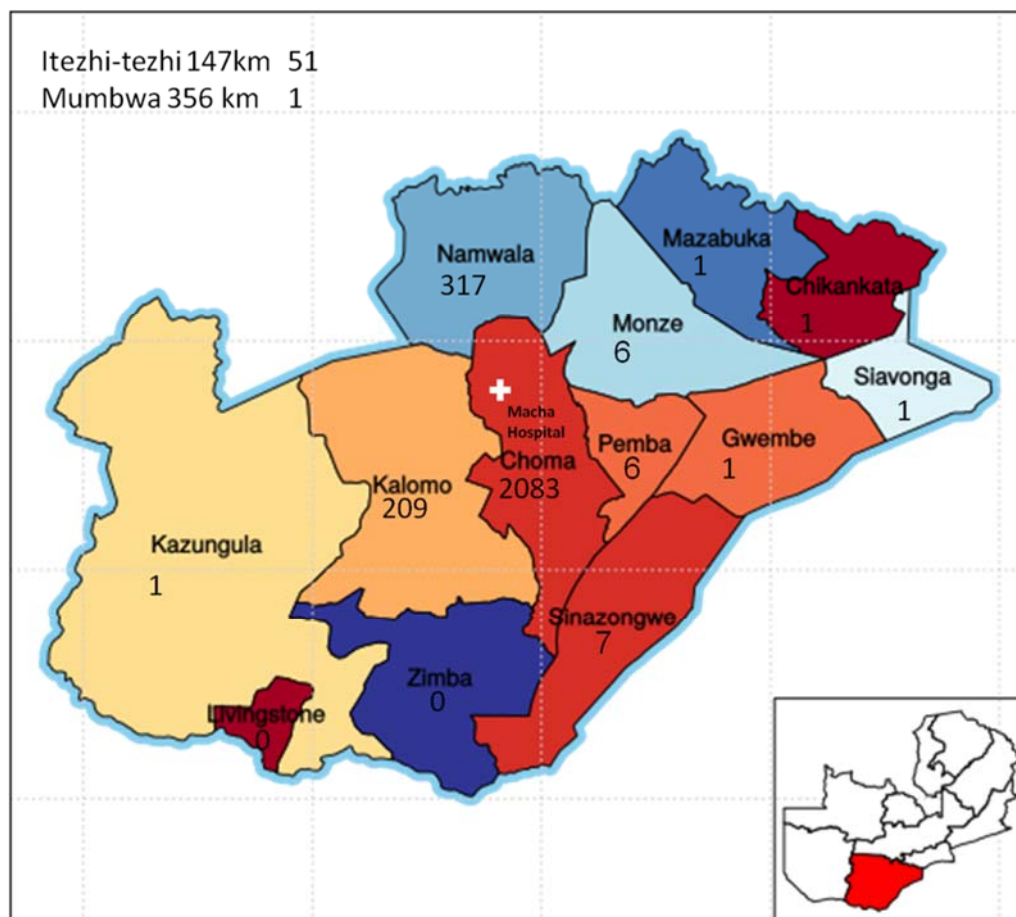 Itezhi-tezhi 147km 51
Mumbwa 356 km 1
Namwala
317
Mazabuka
1
Chikankata
1
Monze
6
Siavonga
1
Macha
Hospital
Choma
2083
Pemba
6
Gwembe
1
Kalomo
209
Kazungula
1
Sinazongwe
7
Zimba
0
Livingstone
0